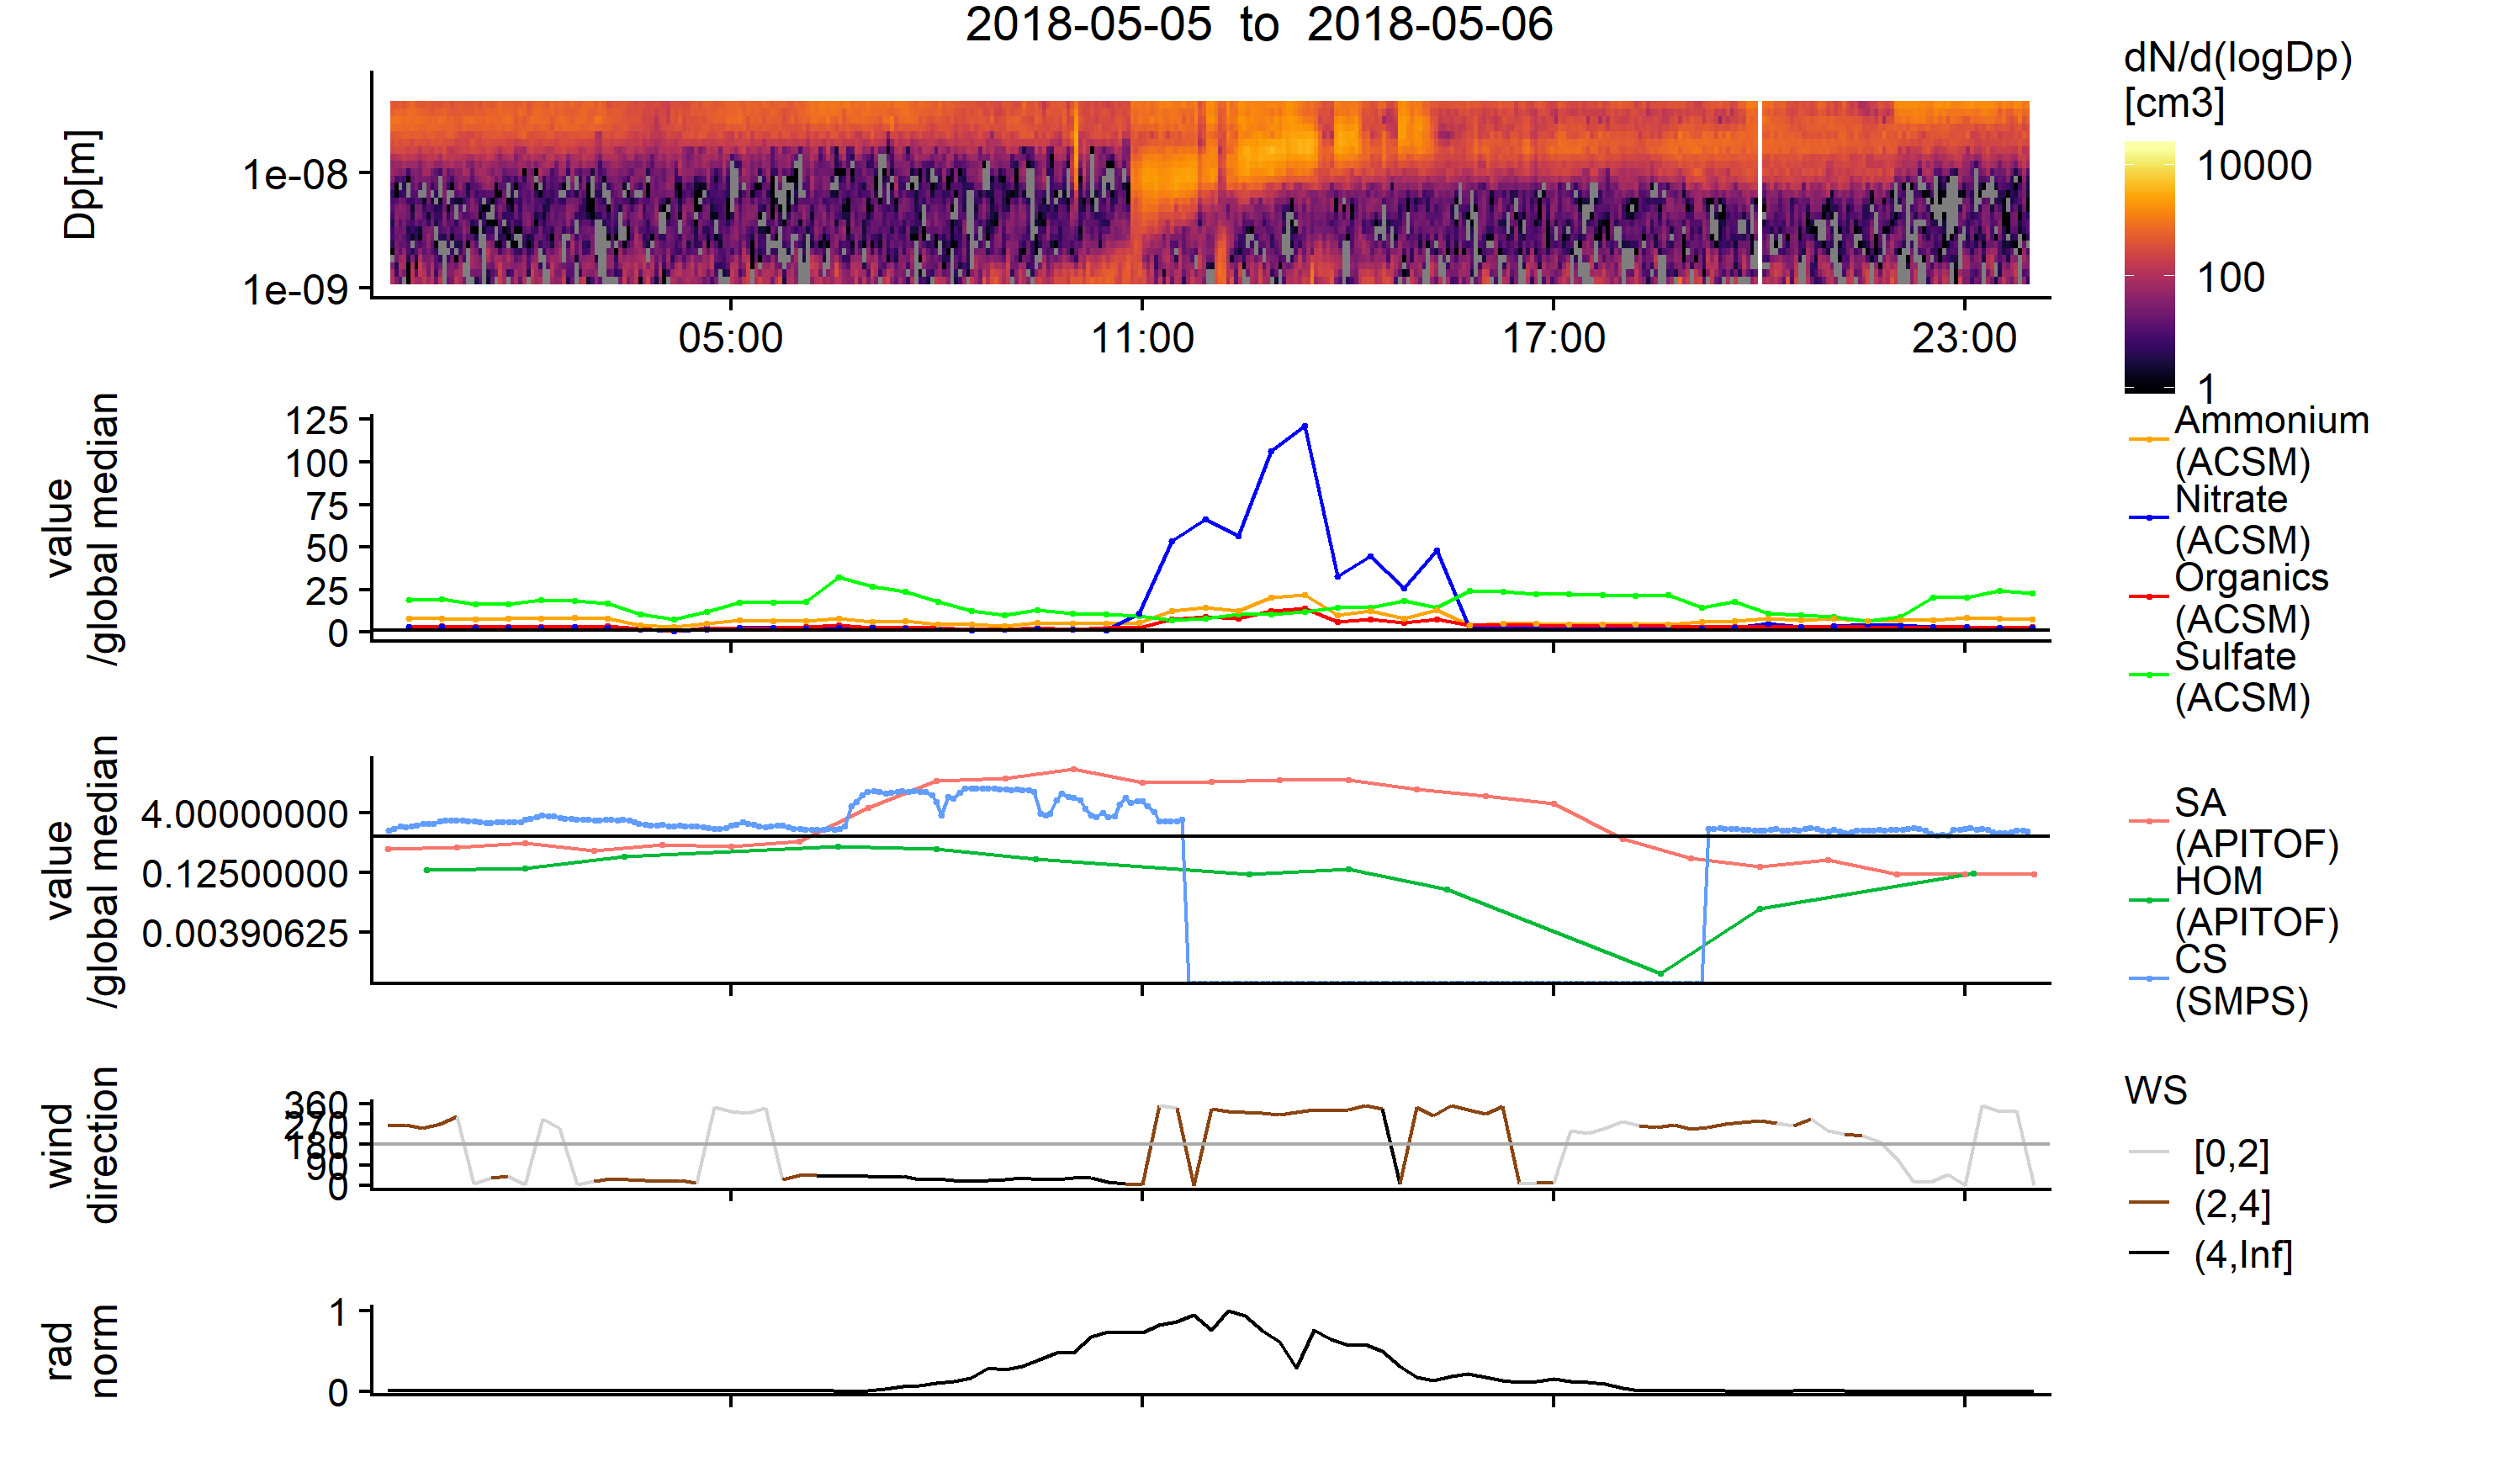 2018-05-05 to 2018-05-06
Dp[m]
1e-08
1e-09
05:00
11:00
17:00
23:00
dN/d(logDp)
[cm3]
10000
100
1
value
/global median
125
100
75
50
25
0
Ammonium
(ACSM)
Nitrate
(ACSM)
Organics
(ACSM)
Sulfate
(ACSM)
value
/global median
4.00000000
0.12500000
0.00390625
SA
(APITOF)
HOM
(APITOF)
CS
(SMPS)
wind
direction
360
270
180
90
0
WS
[0,2]
(2,4]
(4,Inf]
rad
norm
1
0